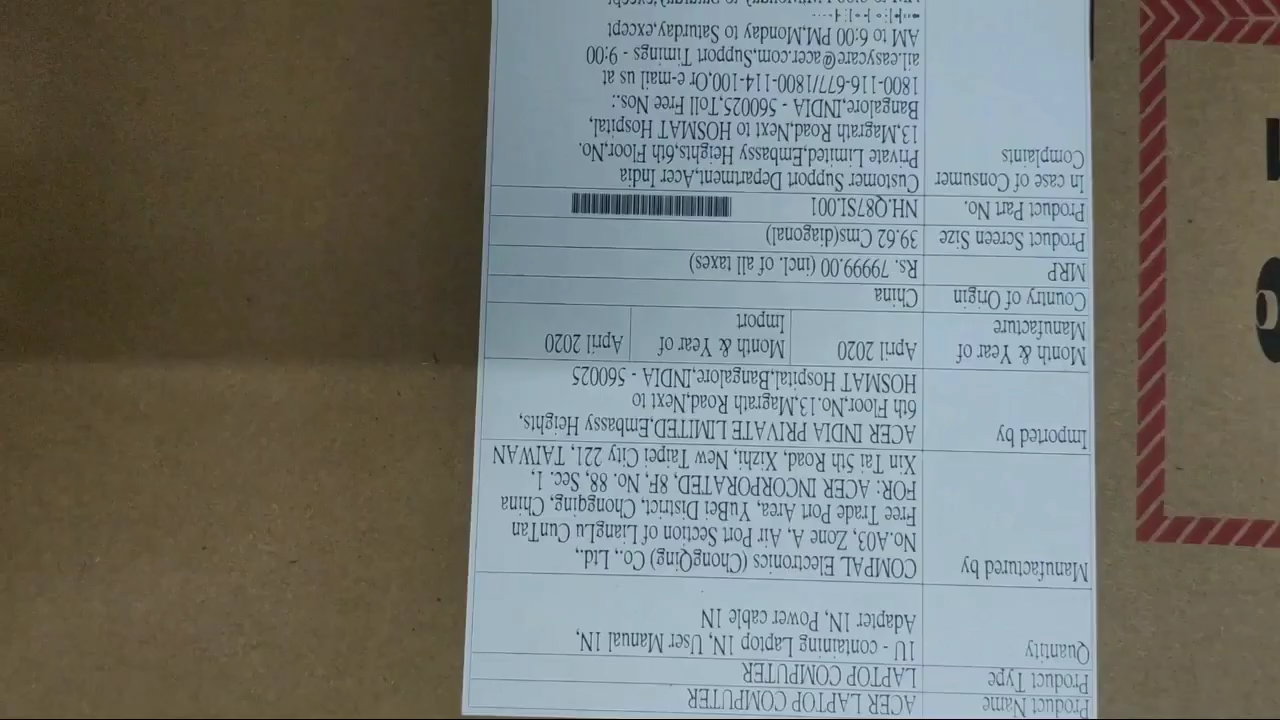 Product Name ACER LAPTOP COMPUTER
Product Type LAPTOP COMPUTER
Quantity 1U - containing Laptop 1N, User Manual 1N,
Adapter 1N, Power cable 1N
Manufactured by COMPAL Electronics (ChongQing) Co., Ltd.,
No.A03, Zone A, Air Port Section of LiangLu CunTan
Free Trade Port Area, YuBei District, Chongqing, China
FOR: ACER INCORPORATED, 8F, No. 88, Sec. 1,
Xin Tai 5th Road, Xizhi, New Taipei City 221, TAIWAN
Imported by ACER INDIA PRIVATE LIMITED,Embassy Heights,
6th Floor,No.13,Magrath Road,Next to
HOSMAT Hospital,Bangalore,INDIA - 560025
Month & Year of Manufacture April 2020 Month & Year of Import April 2020
Country of Origin China
MRP Rs. 79999.00 (incl. of all taxes)
Product Screen Size 39.62 Cms(diagonal)
Product Part No. NH.Q87SI.001
In case of Consumer Complaints Customer Support Department,Acer India
Private Limited,Embassy Heights,6th Floor,No.
13,Magrath Road,Next to HOSMAT Hospital,
Bangalore,INDIA - 560025,Toll Free Nos.:
1800-116-677/1800-114-100,Or e-mail us at
ail.easycare@acer.com,Support Timings - 9:00
AM to 6:00 PM,Monday to Saturday,except